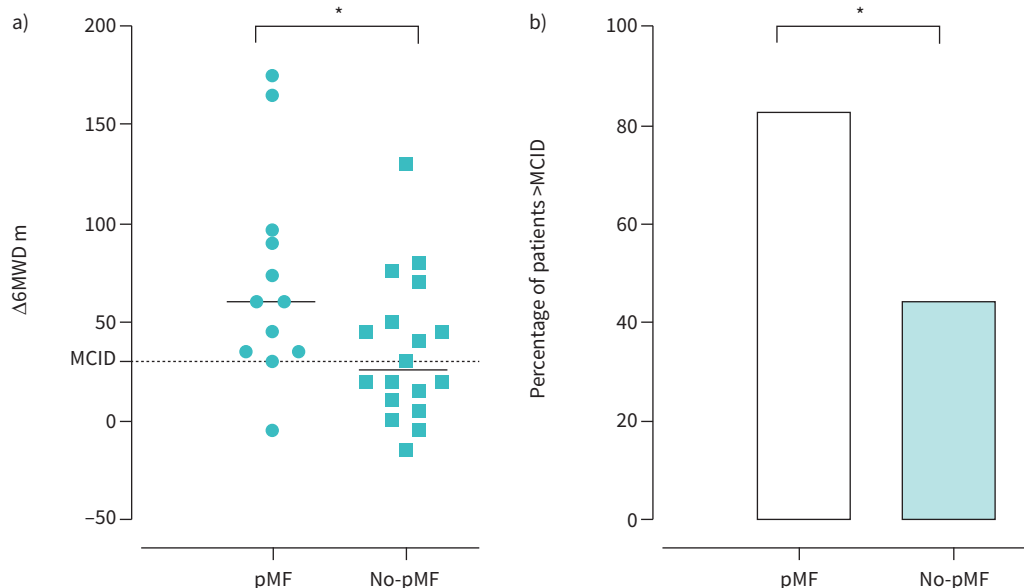 a)
*
200
150
100
50
MCID
0
–50
Δ6MWD m
pMF
No-pMF
b)
*
100
80
60
40
20
0
Percentage of patients >MCID
pMF
No-pMF